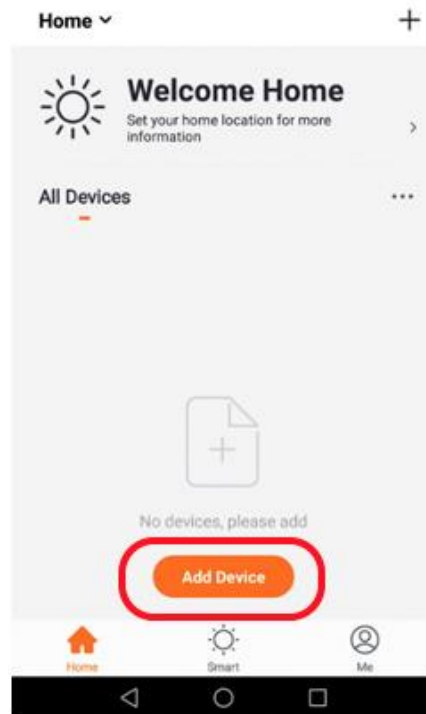 Home
Welcome Home
Set your home location for more
information
All Devices
No devices, please add
Add Device
Home
Smart
Me